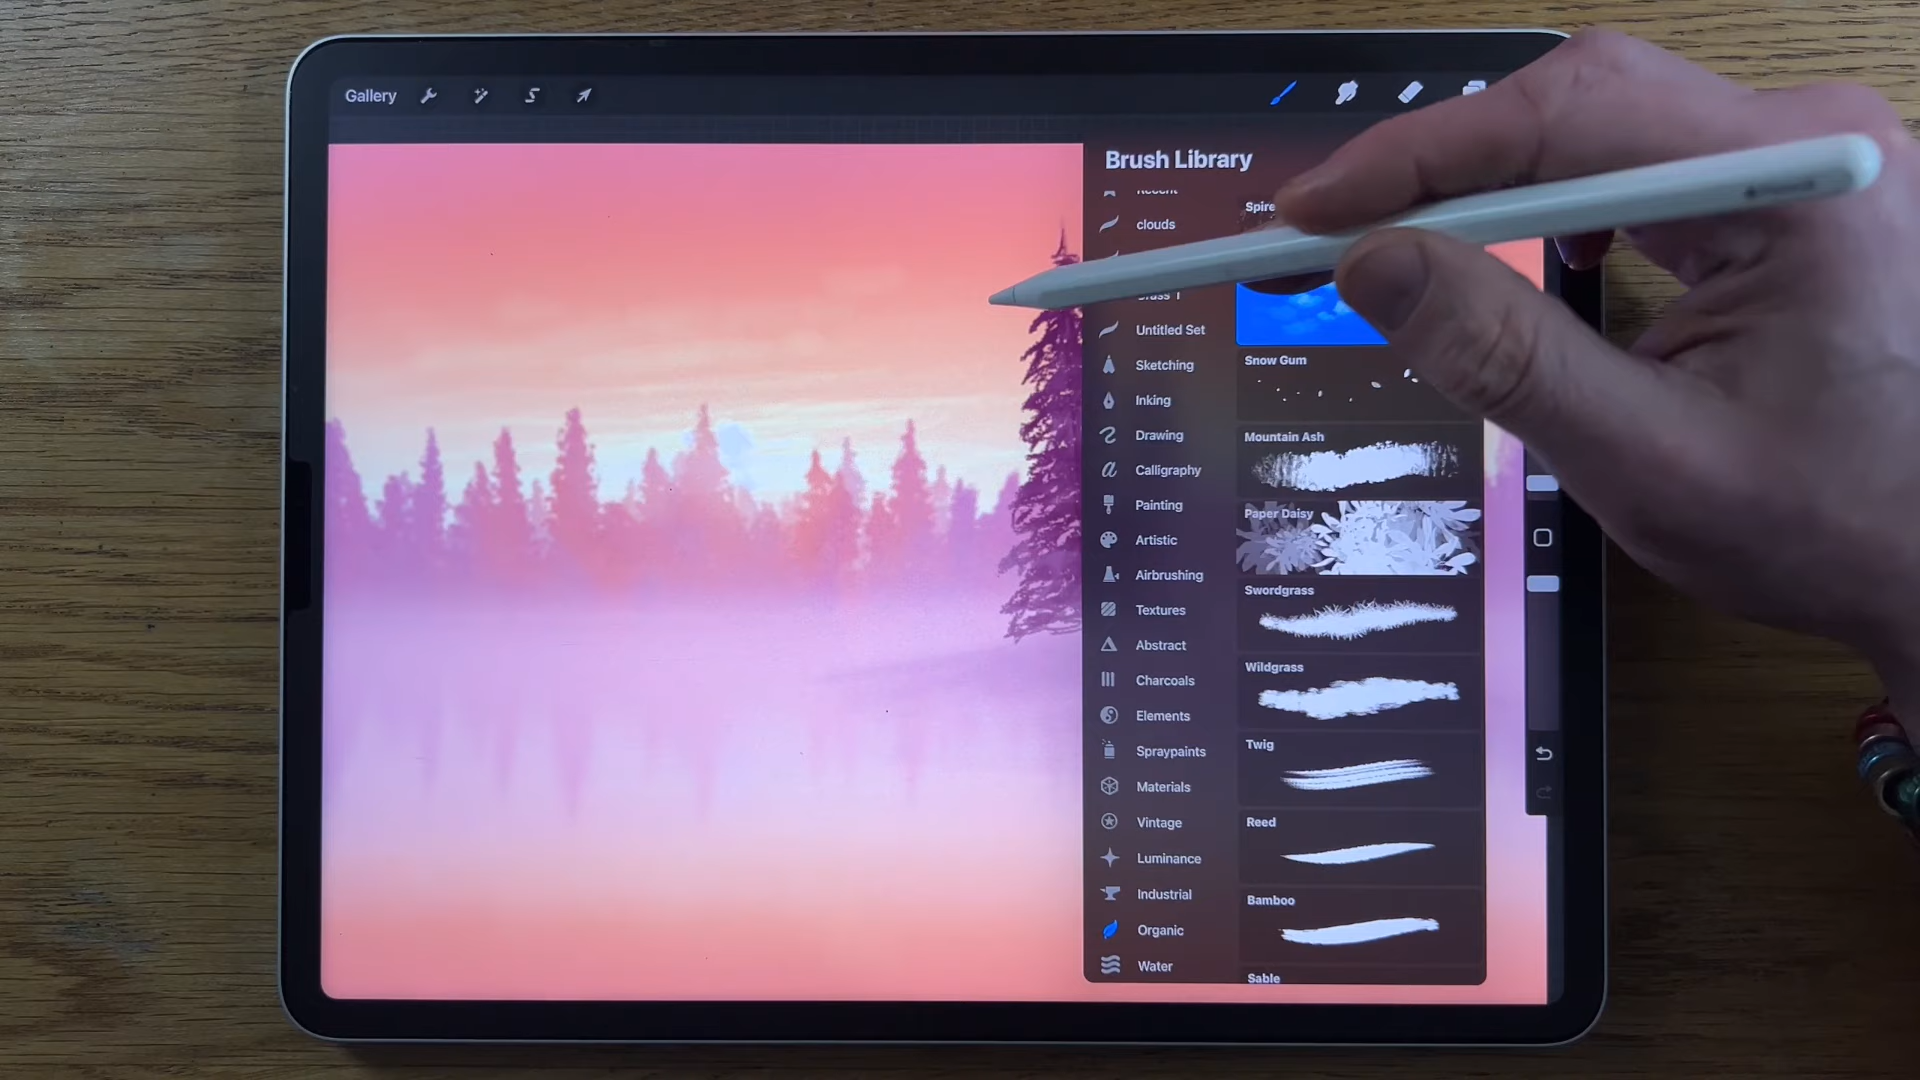 Gallery
Brush Library
Recent
clouds
Untitled Set
Sketching
Inking
Drawing
Calligraphy
Painting
Artistic
Airbrushing
Textures
Abstract
Charcoals
Elements
Spraypaints
Materials
Vintage
Luminance
Industrial
Organic
Water
Spire
Snow Gum
Mountain Ash
Paper Daisy
Swordgrass
Wildgrass
Twig
Reed
Bamboo
Sable